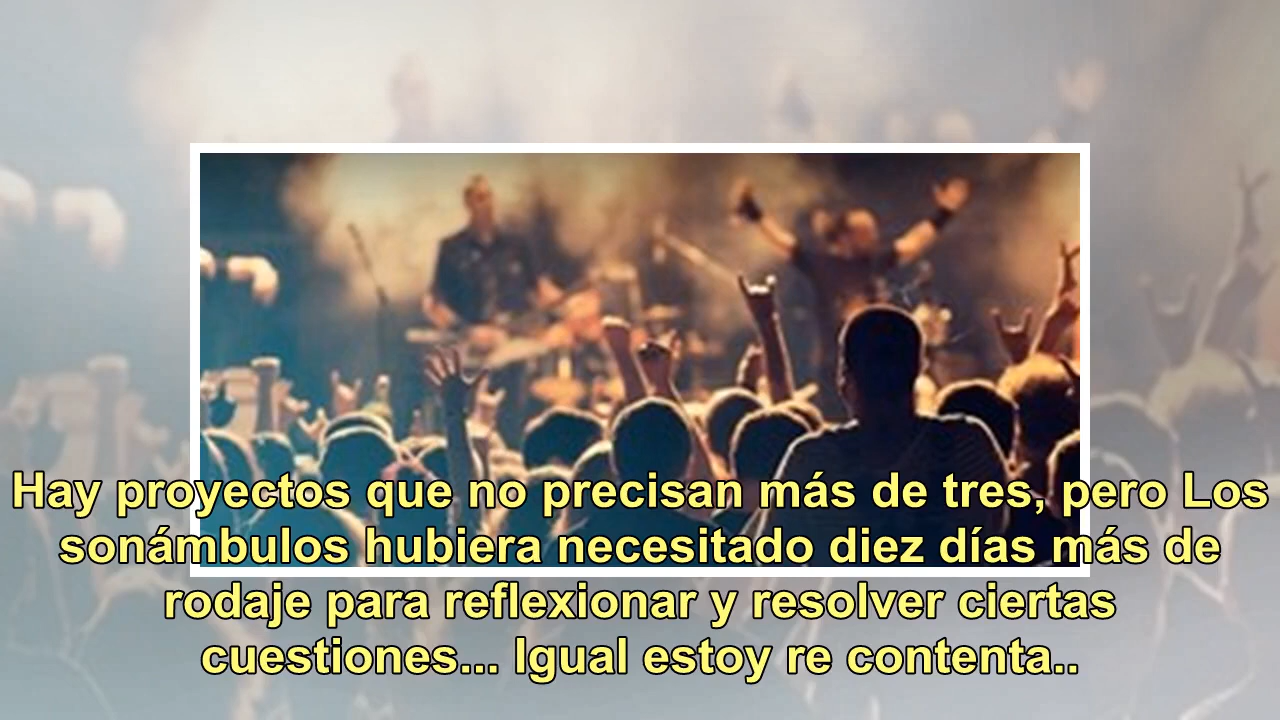 Hay proyectos que no precisan más de tres, pero Los
sonámbulos hubiera necesitado diez días más de
rodaje para reflexionar y resolver ciertas
cuestiones... Igual estoy re contenta..